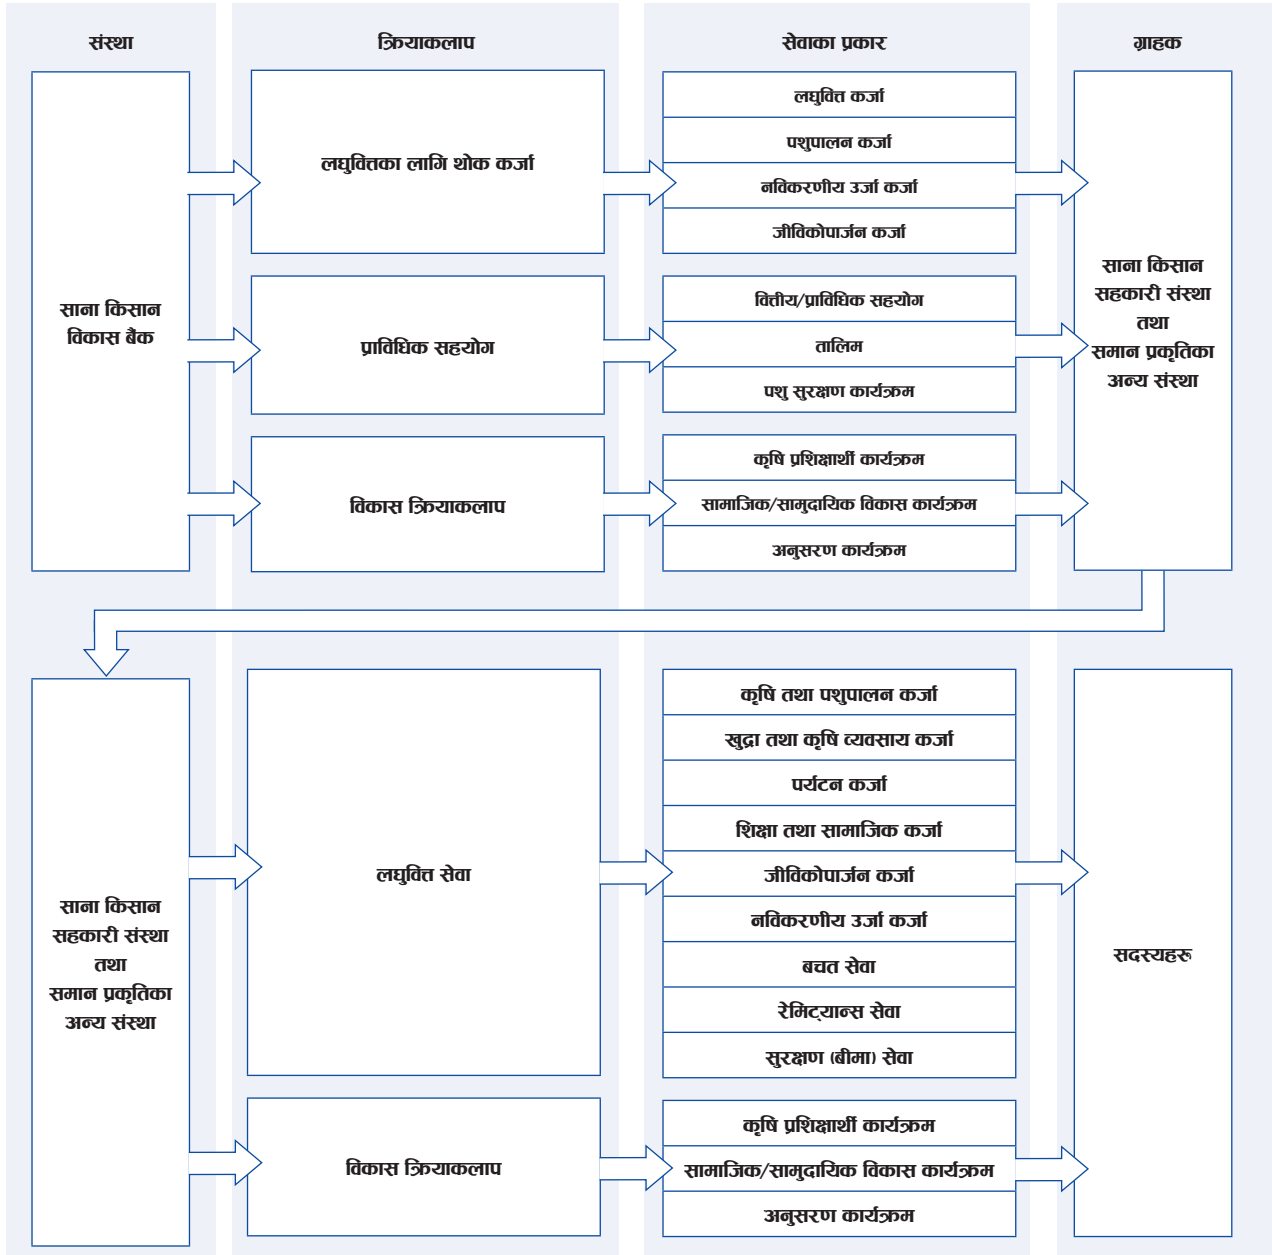 संस्था
क्रियाकलाप
सेवाका प्रकार
ग्राहक
साना किसान
विकास बैंक
लघुवित्तका लागि थोक कर्जा
लघुवित्त कर्जा
पशुपालन कर्जा
नविकरणीय उर्जा कर्जा
जीविकोपार्जन कर्जा
प्राविधिक सहयोग
वित्तीय/प्राविधिक सहयोग
तालिम
पशु सुरक्षण कार्यक्रम
विकास क्रियाकलाप
कृषि प्रशिक्षार्थी कार्यक्रम
सामाजिक/सामुदायिक विकास कार्यक्रम
अनुसरण कार्यक्रम
साना किसान
सहकारी संस्था
तथा
समान प्रकृतिका
अन्य संस्था
साना किसान
सहकारी संस्था
तथा
समान प्रकृतिका
अन्य संस्था
लघुवित्त सेवा
कृषि तथा पशुपालन कर्जा
खुद्रा तथा कृषि व्यवसाय कर्जा
पर्यटन कर्जा
शिक्षा तथा सामाजिक कर्जा
जीविकोपार्जन कर्जा
नविकरणीय उर्जा कर्जा
बचत सेवा
रेमिट्यान्स सेवा
सुरक्षण (बीमा) सेवा
विकास क्रियाकलाप
कृषि प्रशिक्षार्थी कार्यक्रम
सामाजिक/सामुदायिक विकास कार्यक्रम
अनुसरण कार्यक्रम
सदस्यहरू